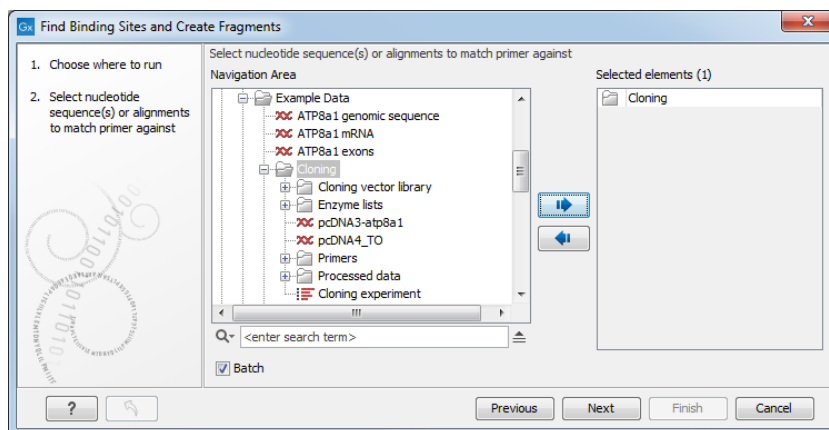 Gx Find Binding Sites and Create Fragments
1. Choose where to run
2. Select nucleotide
sequence(s) or alignments
to match primer against
Select nucleotide sequence(s) or alignments to match primer against
Navigation Area
Example Data
ATP8a1 genomic sequence
ATP8a1 mRNA
ATP8a1 exons
Cloning
Cloning vector library
Enzyme lists
pcDNA3-atp8a1
pcDNA4_TO
Primers
Processed data
Cloning experiment
<enter search term>
Batch
Selected elements (1)
Cloning
?
Previous
Next
Finish
Cancel